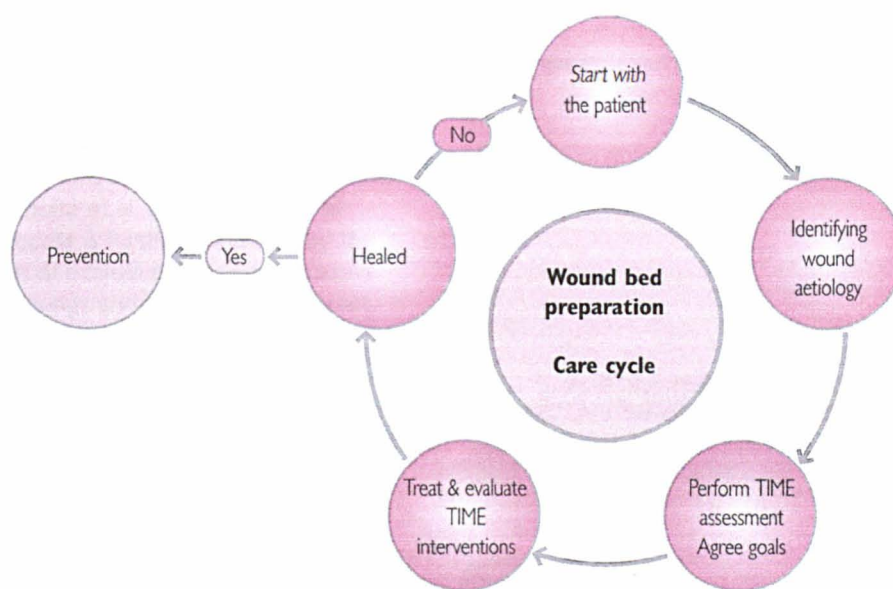 Start with
the patient
No
Identifying
wound
aetiology
Prevention
Yes
Healed
Wound bed
preparation
Care cycle
Treat & evaluate
TIME
interventions
Perform TIME
assessment
Agree goals